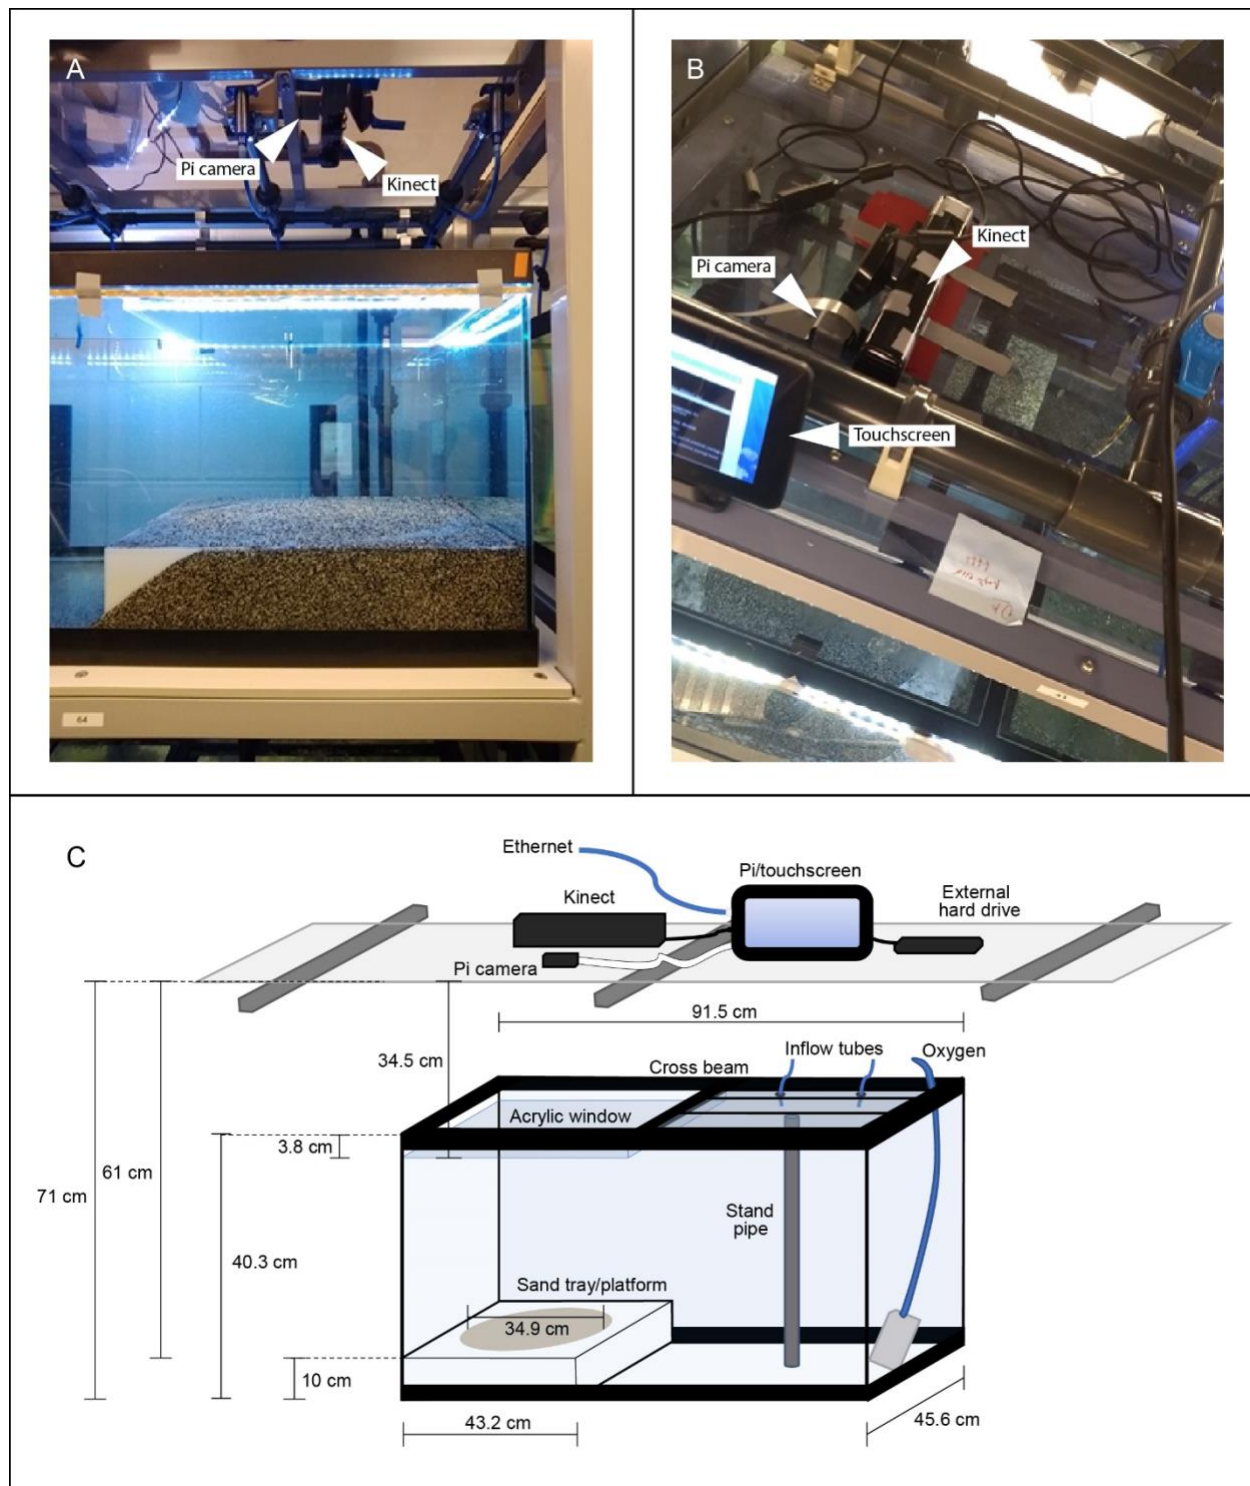 A
Pi camera
Kinect
64
B
Kinect
Pi camera
Touchscreen
C
Ethernet
Pi/touchscreen
Kinect
External
hard drive
Pi camera
91.5 cm
34.5 cm
Inflow tubes
Oxygen
Cross beam
Acrylic window
3.8 cm
61 cm
71 cm
Stand
pipe
40.3 cm
Sand tray/platform
34.9 cm
10 cm
43.2 cm
45.6 cm